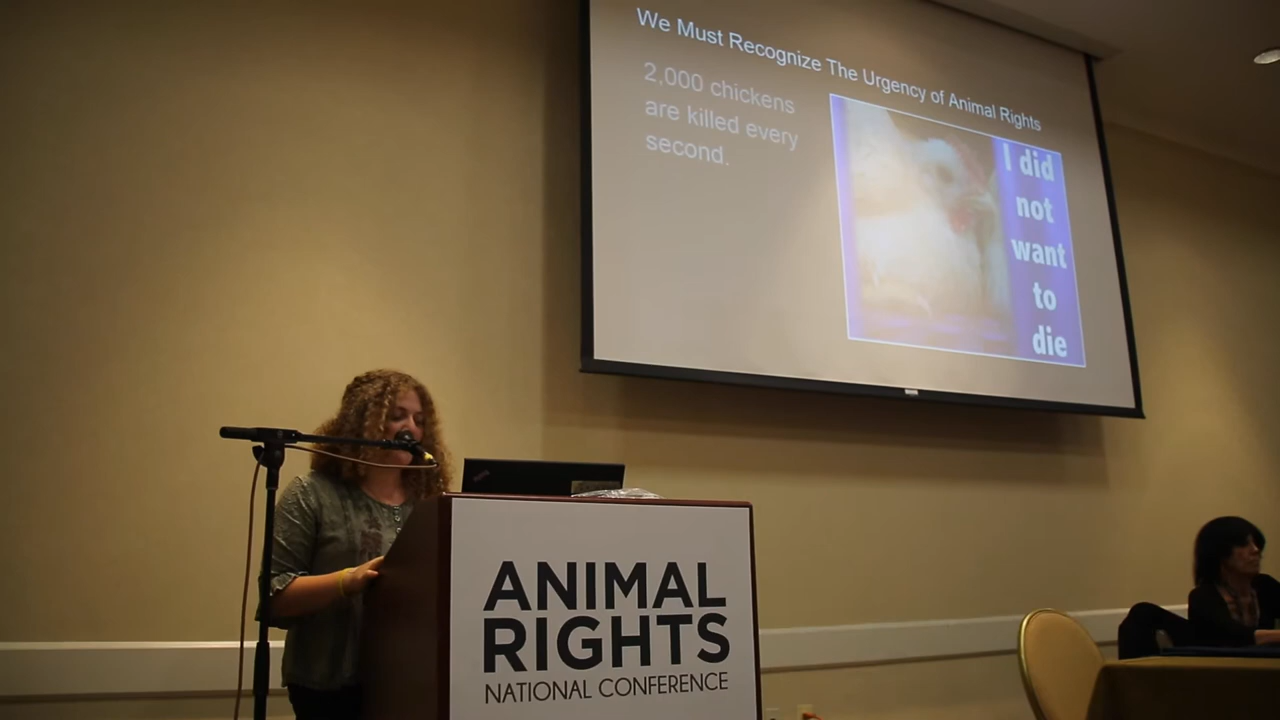 We Must Recognize The Urgency of Animal Rights
2,000 chickens
are killed every
second.
I did
not
want
to
die
ANIMAL
RIGHTS
NATIONAL CONFERENCE